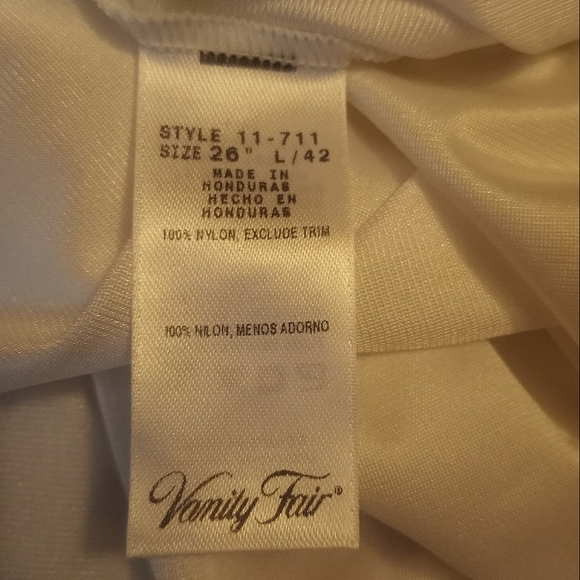 STYLE 11-711
SIZE 26" L/42
MADE IN
HONDURAS
HECHO EN
HONDURAS
100% NYLON, EXCLUDE TRIM
100% NILON, MENOS ADORNO
Vanity Fair®